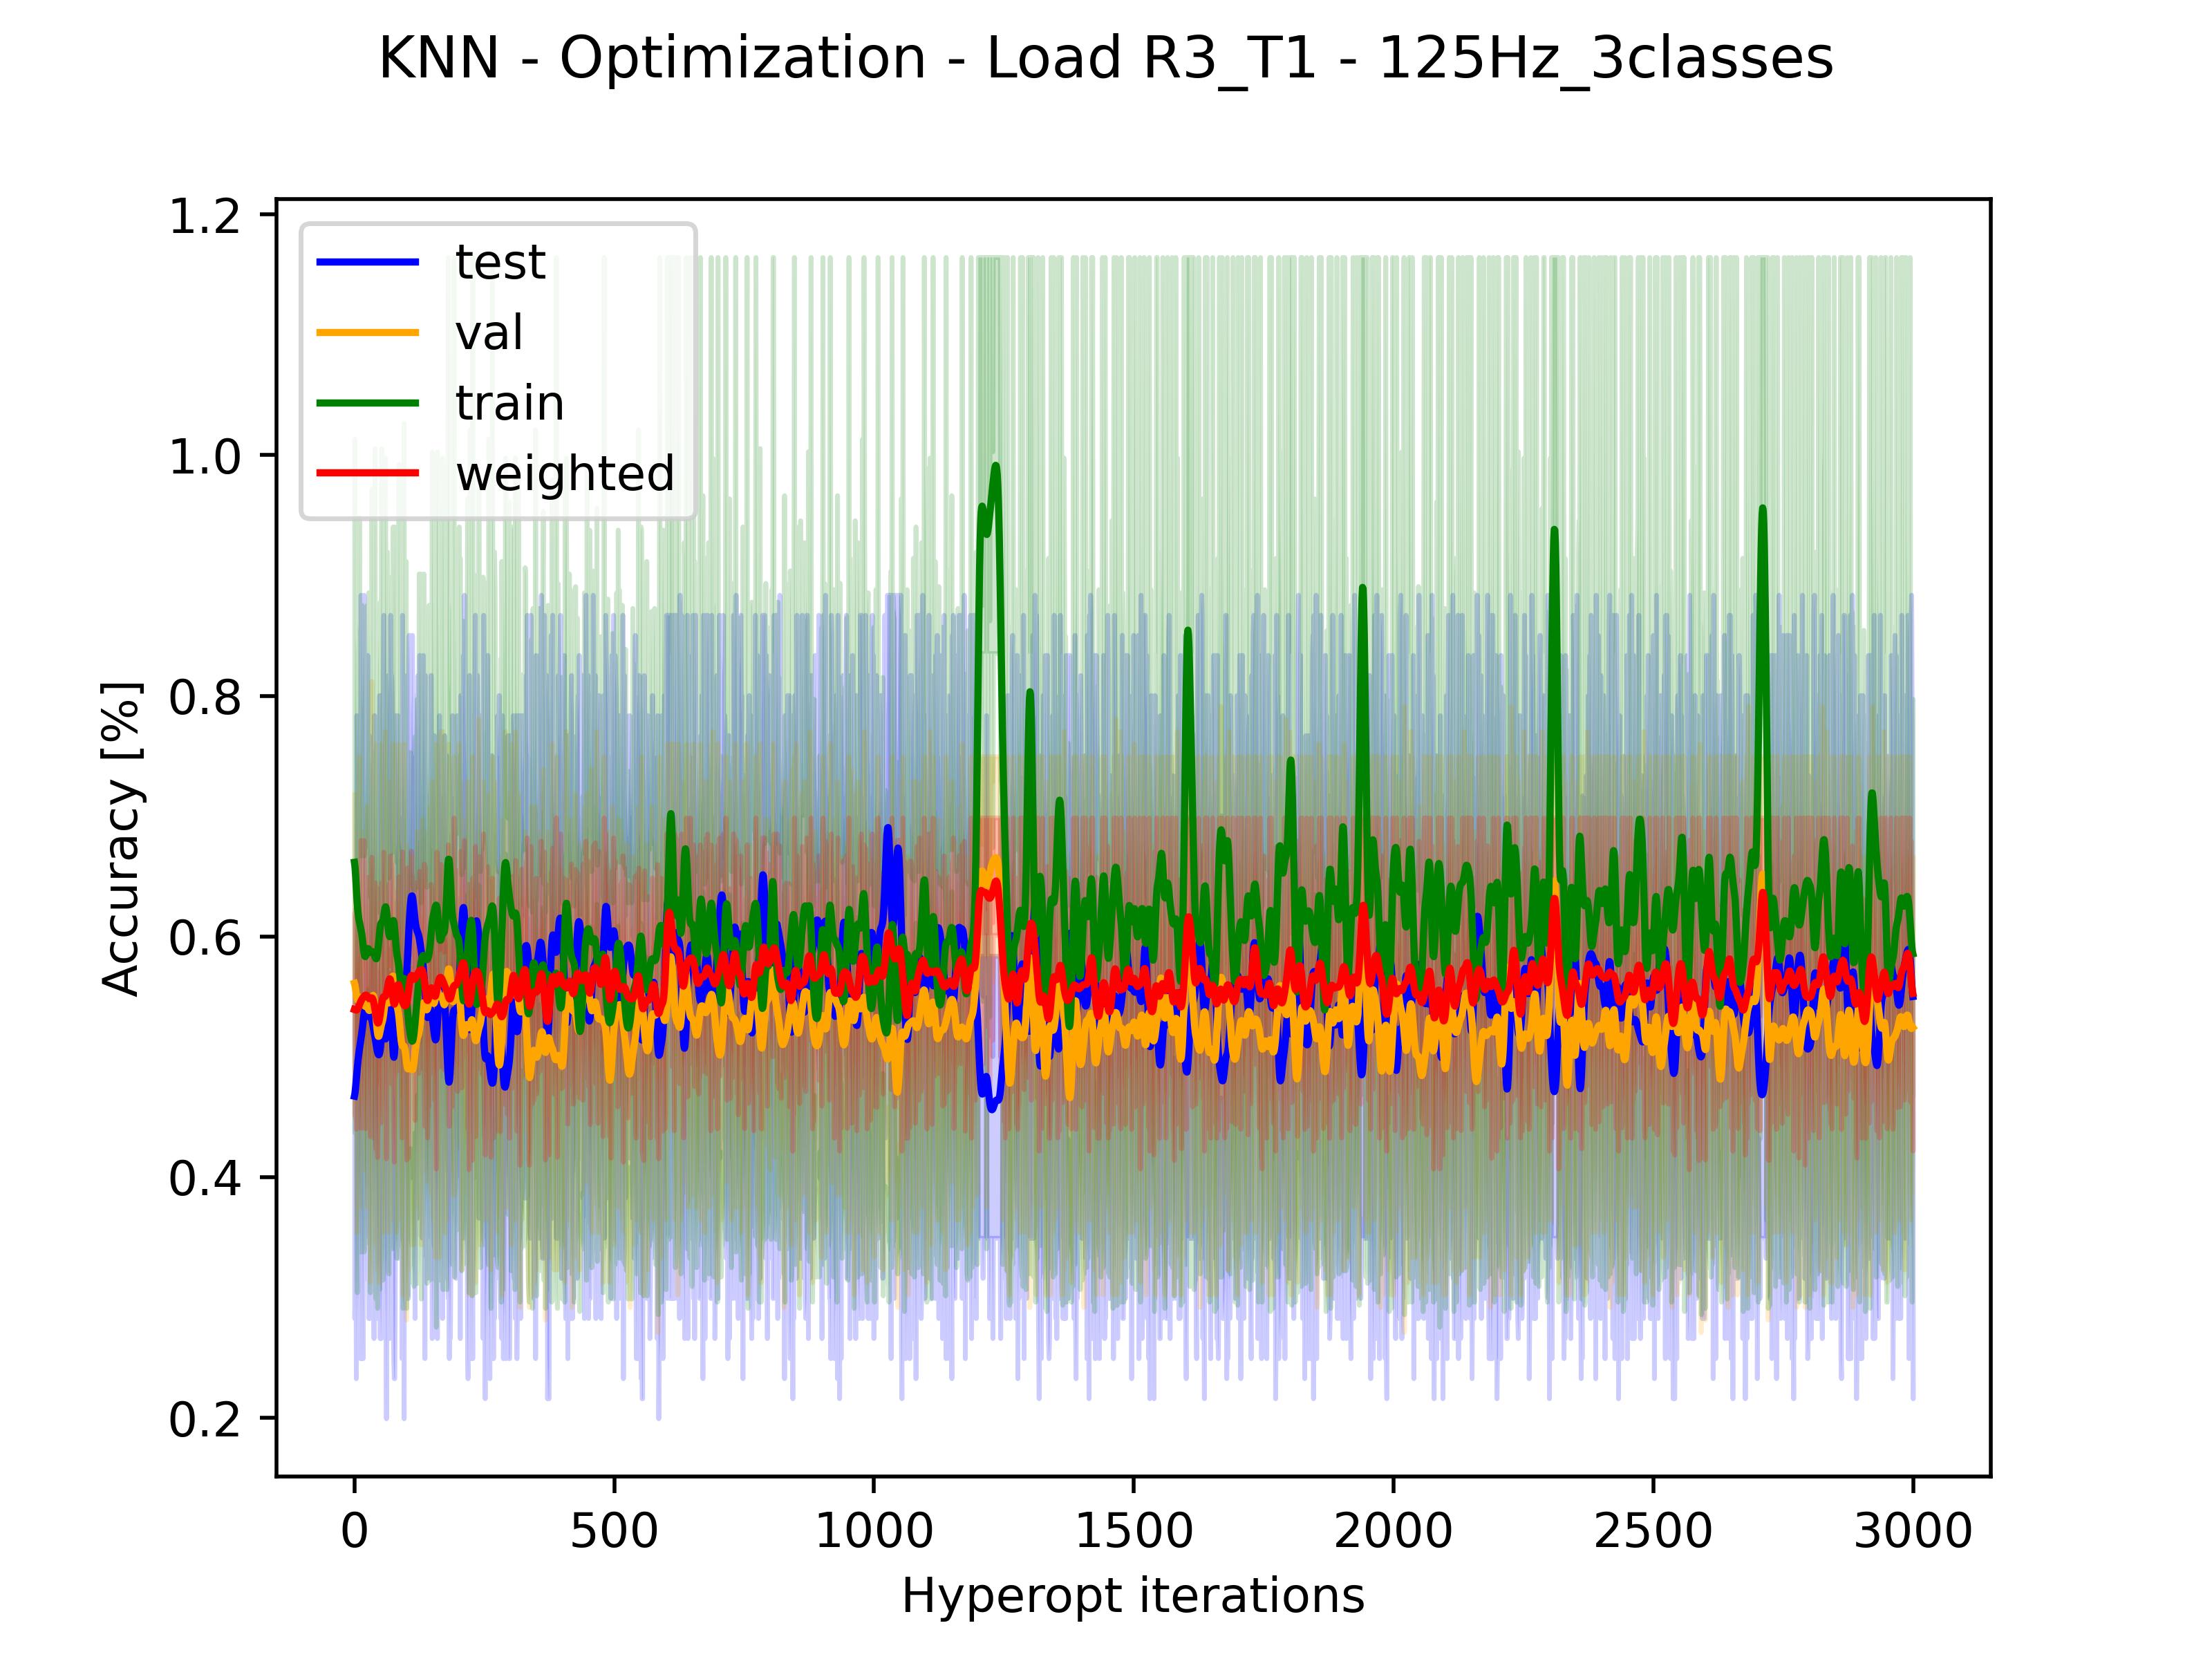 KNN - Optimization - Load R3_T1 - 125Hz_3classes
1.2
1.0
0.8
0.6
0.4
0.2
Accuracy [%]
test
val
train
weighted
0 500 1000 1500 2000 2500 3000
Hyperopt iterations